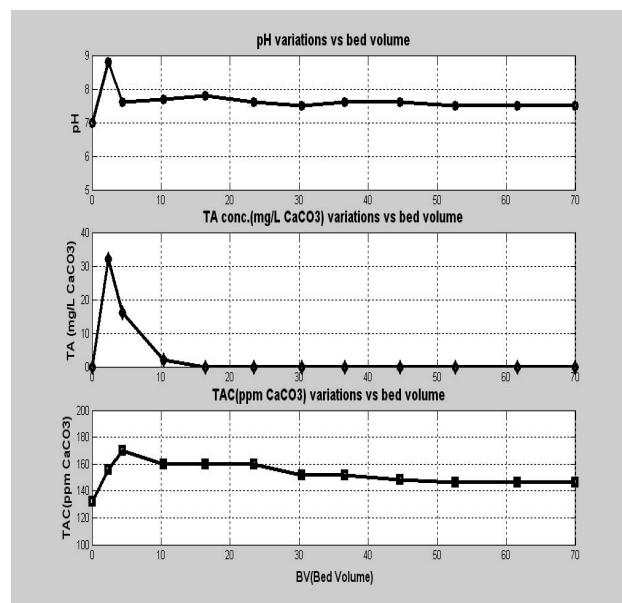 pH variations vs bed volume
9
8
7
6
5
pH
0 10 20 30 40 50 60 70
TA conc.(mg/L CaCO3) variations vs bed volume
40
30
20
10
0
TA (mg/L CaCO3)
0 10 20 30 40 50 60 70
TAC(ppm CaCO3) variations vs bed volume
200
180
160
140
120
100
TAC(ppm CaCO3)
0 10 20 30 40 50 60 70
BV(Bed Volume)